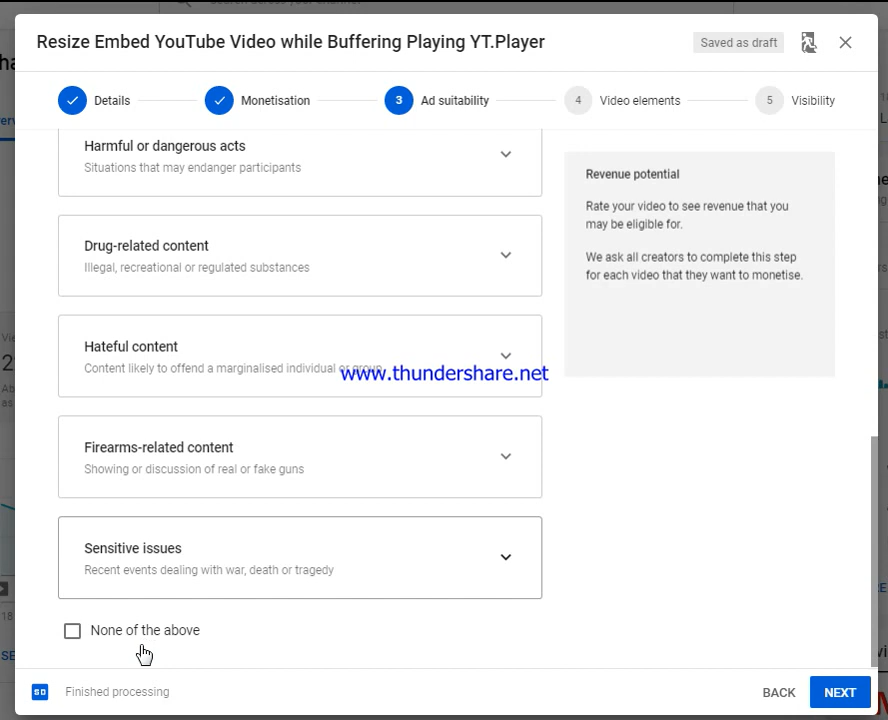 Resize Embed YouTube Video while Buffering Playing YT.Player
Saved as draft
Details
Monetisation
3
Ad suitability
4
Video elements
5
Visibility
Harmful or dangerous acts
Situations that may endanger participants
Drug-related content
Illegal, recreational or regulated substances
Hateful content
Content likely to offend a marginalised individual or group
www.thundershare.net
Firearms-related content
Showing or discussion of real or fake guns
Sensitive issues
Recent events dealing with war, death or tragedy
None of the above
Revenue potential
Rate your video to see revenue that you
may be eligible for.
We ask all creators to complete this step
for each video that they want to monetise.
SD
Finished processing
BACK
NEXT